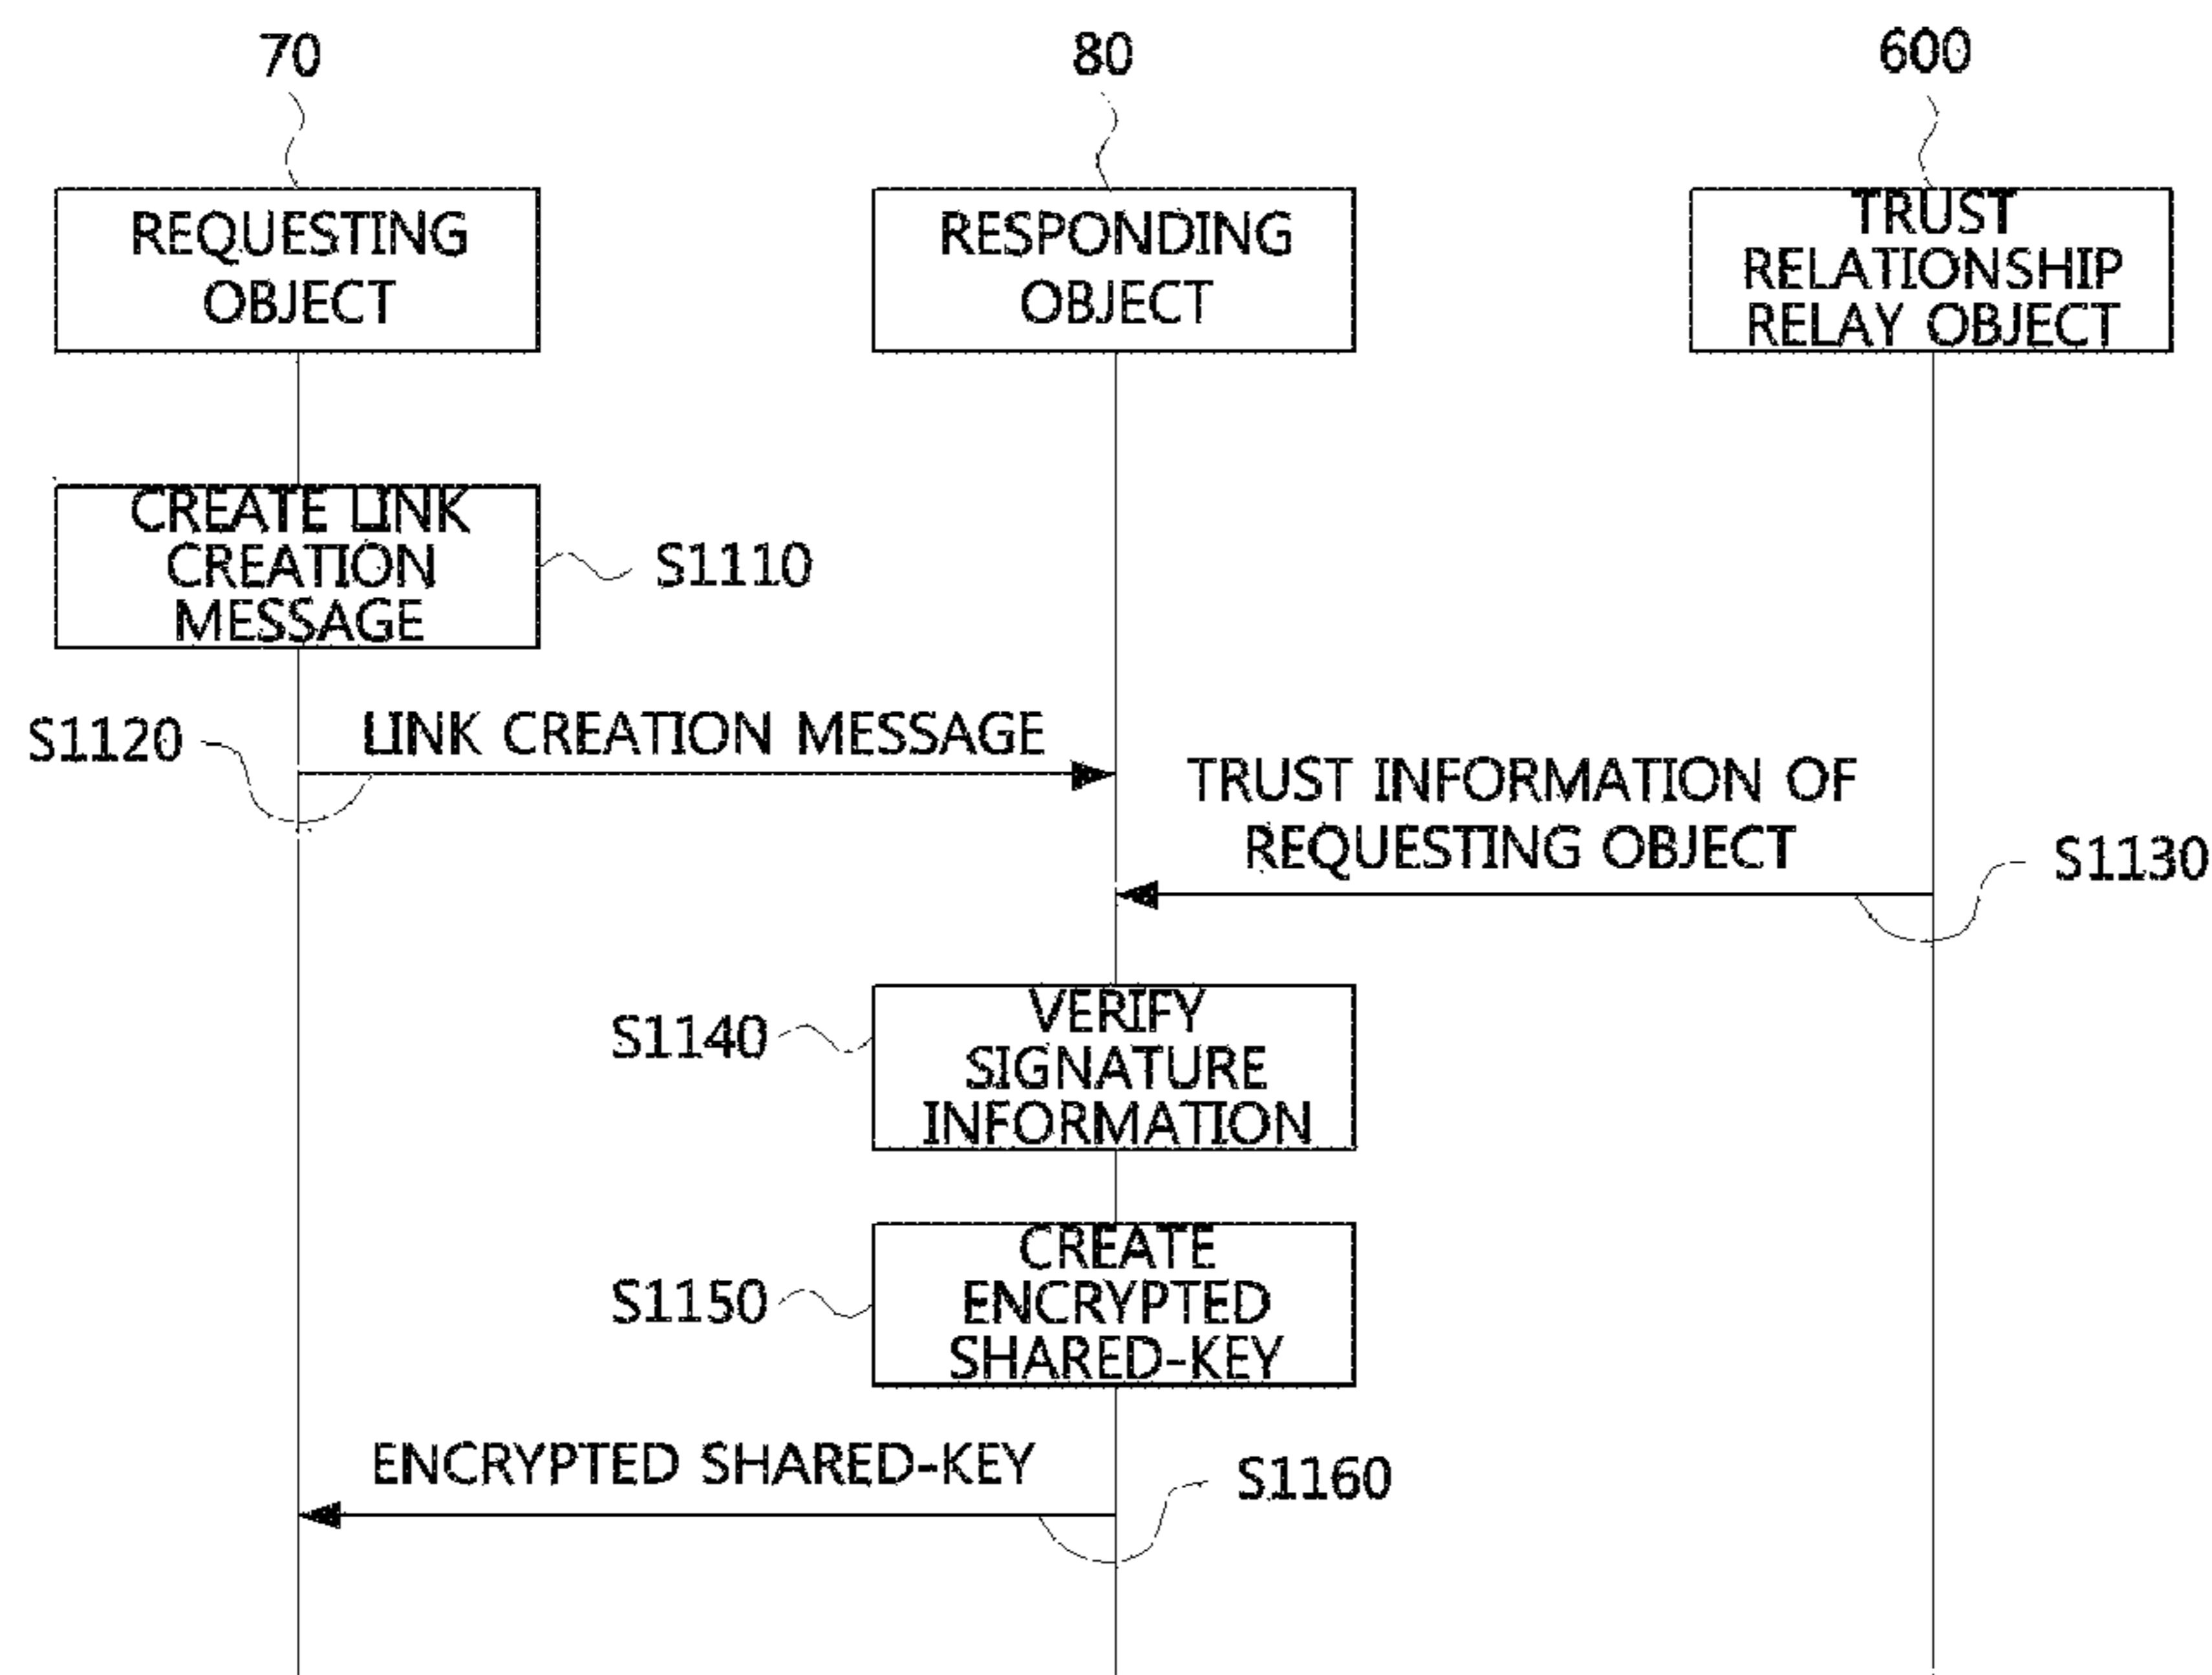 70
80
600
REQUESTING
OBJECT
RESPONDING
OBJECT
TRUST
RELATIONSHIP
RELAY OBJECT
CREATE LINK
CREATION
MESSAGE
S1110
S1120
LINK CREATION MESSAGE
TRUST INFORMATION OF
REQUESTING OBJECT
S1130
S1140
VERIFY
SIGNATURE
INFORMATION
S1150
CREATE
ENCRYPTED
SHARED-KEY
ENCRYPTED SHARED-KEY
S1160